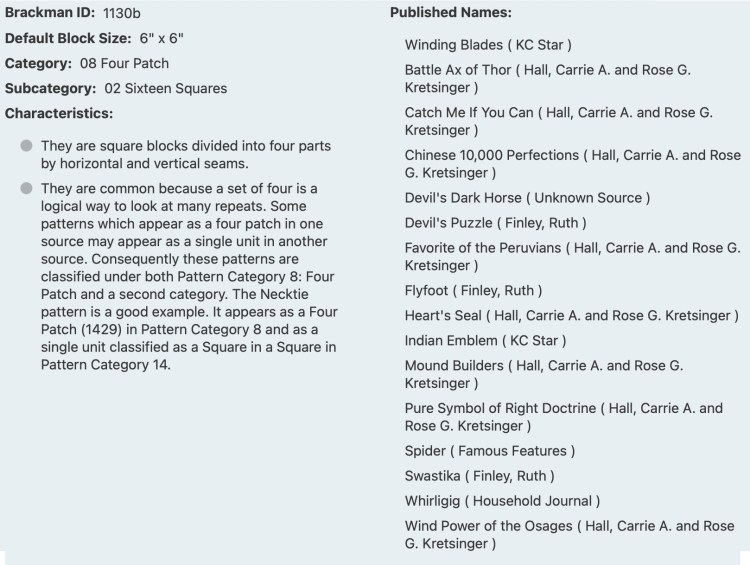 Brackman ID: 1130b
Default Block Size: 6" x 6"
Category: 08 Four Patch
Subcategory: 02 Sixteen Squares
Characteristics:
They are square blocks divided into four parts
by horizontal and vertical seams.
They are common because a set of four is a
logical way to look at many repeats. Some
patterns which appear as a four patch in one
source may appear as a single unit in another
source. Consequently these patterns are
classified under both Pattern Category 8: Four
Patch and a second category. The Necktie
pattern is a good example. It appears as a Four
Patch (1429) in Pattern Category 8 and as a
single unit classified as a Square in a Square in
Pattern Category 14.
Published Names:
Winding Blades ( KC Star )
Battle Ax of Thor ( Hall, Carrie A. and Rose G.
Kretsinger )
Catch Me If You Can ( Hall, Carrie A. and Rose G.
Kretsinger )
Chinese 10,000 Perfections ( Hall, Carrie A. and Rose
G. Kretsinger )
Devil's Dark Horse ( Unknown Source )
Devil's Puzzle ( Finley, Ruth )
Favorite of the Peruvians ( Hall, Carrie A. and Rose G.
Kretsinger )
Flyfoot ( Finley, Ruth )
Heart's Seal ( Hall, Carrie A. and Rose G. Kretsinger )
Indian Emblem ( KC Star )
Mound Builders ( Hall, Carrie A. and Rose G.
Kretsinger )
Pure Symbol of Right Doctrine ( Hall, Carrie A. and
Rose G. Kretsinger )
Spider ( Famous Features )
Swastika ( Finley, Ruth )
Whirligig ( Household Journal )
Wind Power of the Osages ( Hall, Carrie A. and Rose
G. Kretsinger )